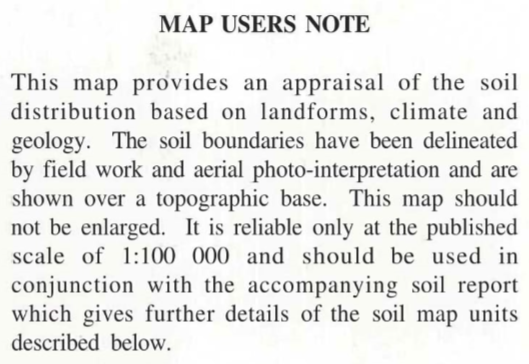 MAP USERS NOTE
This map provides an appraisal of the soil
distribution based on landforms, climate and
geology. The soil boundaries have been delineated
by field work and aerial photo-interpretation and are
shown over a topographic base. This map should
not be enlarged. It is reliable only at the published
scale of 1:100 000 and should be used in
conjunction with the accompanying soil report
which gives further details of the soil map units
described below.